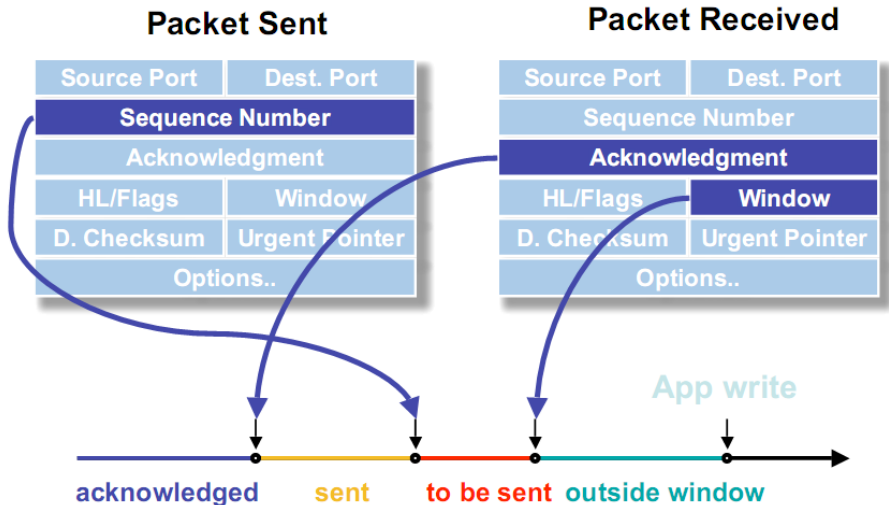 Packet Sent
Source Port Dest. Port
Sequence Number
Acknowledgment
HL/Flags Window
D. Checksum Urgent Pointer
Options..
Packet Received
Source Port Dest. Port
Sequence Number
Acknowledgment
HL/Flags Window
D. Checksum Urgent Pointer
Options..
App write
acknowledged sent to be sent outside window